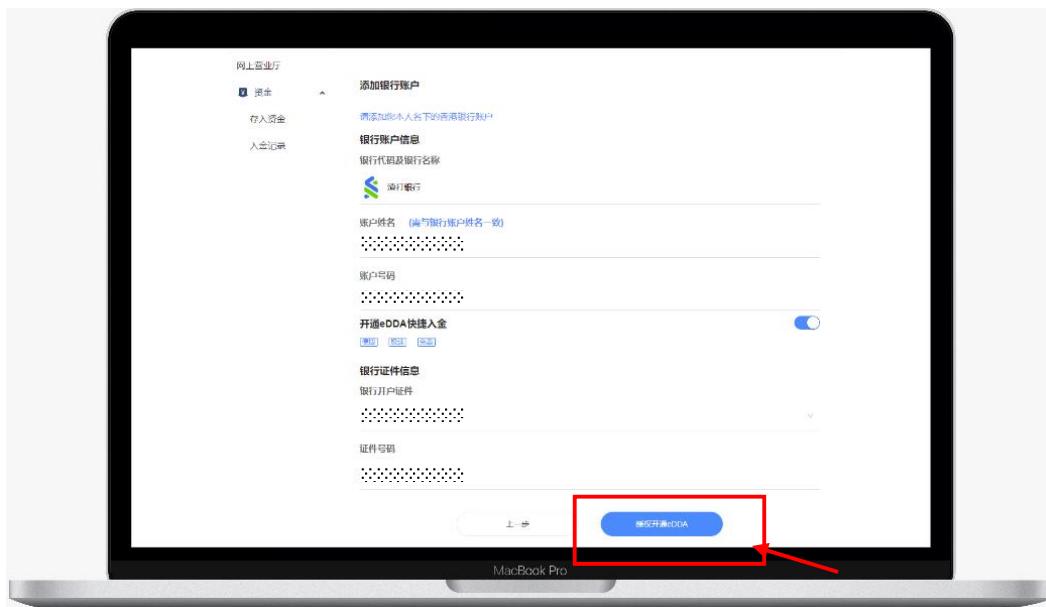 网上营业厅
资金
存入资金
入金记录
添加银行账户
请添加您本人名下的香港银行账户
银行账户信息
银行代码及银行名称
渣打银行
账户姓名 (需与银行账户姓名一致)
账户号码
开通eDDA快捷入金
银行证件信息
银行开户证件
证件号码
上一步
授权开通eDDA
MacBook Pro